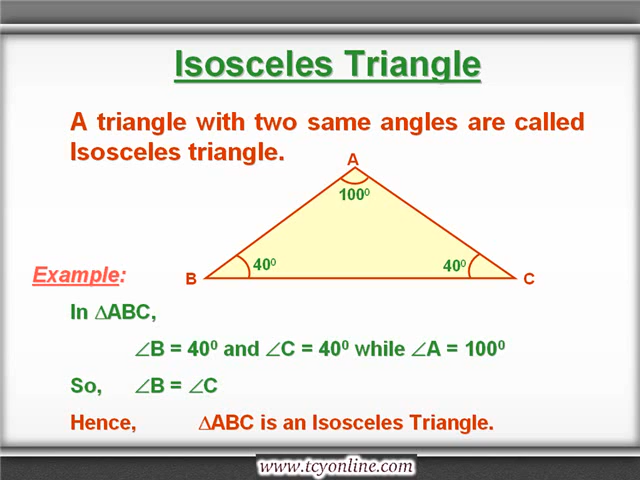 Isosceles Triangle
A triangle with two same angles are called
Isosceles triangle.
A
100⁰
B
40⁰
40⁰
C
Example:
In ∆ABC,
∠B = 40⁰ and ∠C = 40⁰ while ∠A = 100⁰
So, ∠B = ∠C
Hence, ∆ABC is an Isosceles Triangle.
www.tcyonline.com